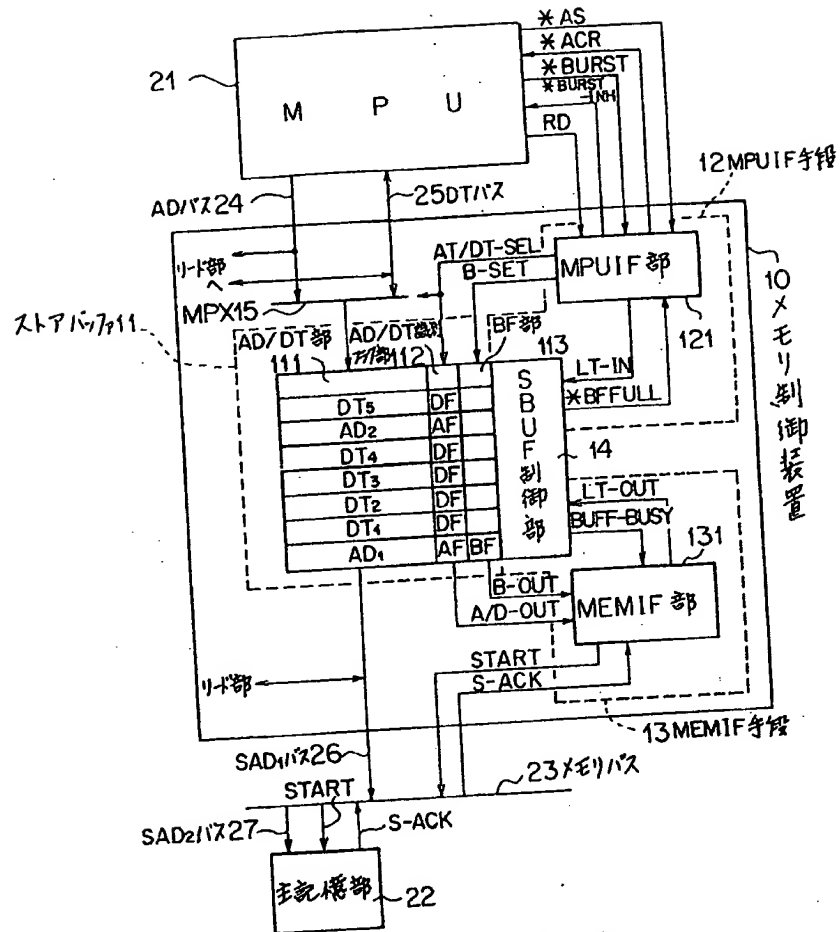 *AS
*ACR
*BURST
*BURST
-INH
RD
21
M P U
12MPUIF手段
ADバス24
25DTバス
リード部
へ
AT/DT-SEL
B-SET
MPUIF部
121
10メモリ制御装置
MPX15
ストアバッファ11
AD/DT部
111
AD/DT識別
フラグ部112
BF部
113
LT-IN
*BFFULL
SBUF制御部
14
DT5 DF
AD2 AF
DT4 DF
DT3 DF
DT2 DF
DT1 DF
AD1 AF BF
LT-OUT
BUFF-BUSY
131
MEMIF部
B-OUT
A/D-OUT
START
S-ACK
リード部
13MEMIF手段
SAD1バス26
23メモリバス
START
SAD2バス27
S-ACK
主記憶部
22